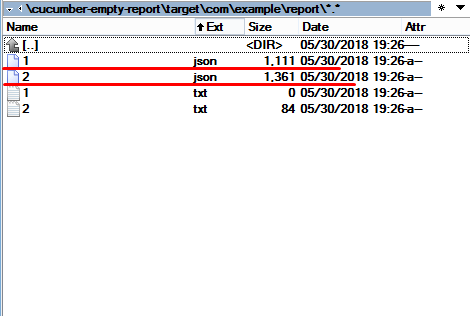 \cucumber-empty-report\target\com\example\report\*.*
Name Ext Size Date Attr
[..] <DIR> 05/30/2018 19:26 ----
1 json 1,111 05/30/2018 19:26 -a--
2 json 1,361 05/30/2018 19:26 -a--
1 txt 0 05/30/2018 19:26 -a--
2 txt 84 05/30/2018 19:26 -a--